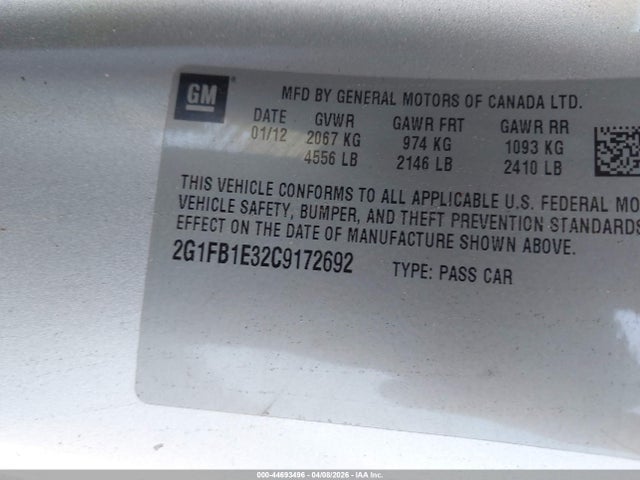 GM ®
MFD BY GENERAL MOTORS OF CANADA LTD.
DATE GVWR GAWR FRT GAWR RR
01/12 2067 KG 974 KG 1093 KG
4556 LB 2146 LB 2410 LB
THIS VEHICLE CONFORMS TO ALL APPLICABLE U.S. FEDERAL MO
VEHICLE SAFETY, BUMPER, AND THEFT PREVENTION STANDARDS
EFFECT ON THE DATE OF MANUFACTURE SHOWN ABOVE.
2G1FB1E32C9172692 TYPE: PASS CAR
000-44693496 - 04/08/2026 - IAA Inc.